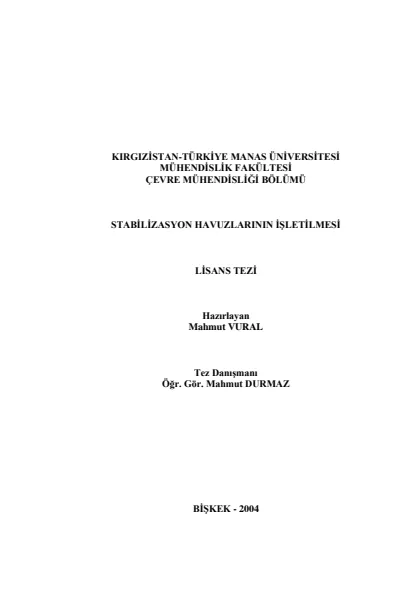 KIRGIZİSTAN-TÜRKİYE MANAS ÜNİVERSİTESİ
MÜHENDİSLİK FAKÜLTESİ
ÇEVRE MÜHENDİSLİĞİ BÖLÜMÜ
STABİLİZASYON HAVUZLARININ İŞLETİLMESİ
LİSANS TEZİ
Hazırlayan
Mahmut VURAL
Tez Danışmanı
Öğr. Gör. Mahmut DURMAZ
BİŞKEK - 2004